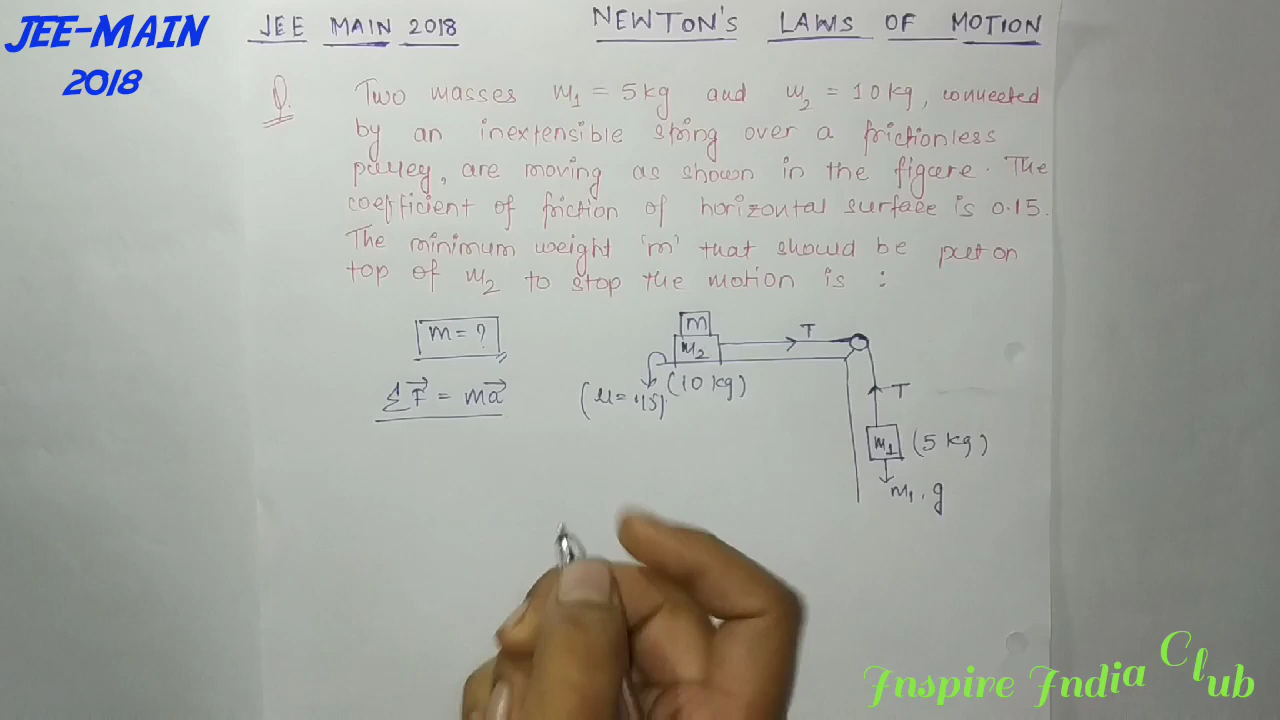 JEE-MAIN
2018
JEE MAIN 2018 NEWTON'S LAWS OF MOTION
Q. Two masses m₁ = 5kg and m₂ = 10kg, connected
by an inextensible string over a frictionless
pulley, are moving as shown in the figure. The
coefficient of friction of horizontal surface is 0.15.
The minimum weight 'm' that should be put on
top of m₂ to stop the motion is :
m = ?
ΣF⃗ = ma⃗
m
m₂
T
(10 kg)
(μ= .15)
T
m₁ (5 kg)
m₁.g
Inspire India Club